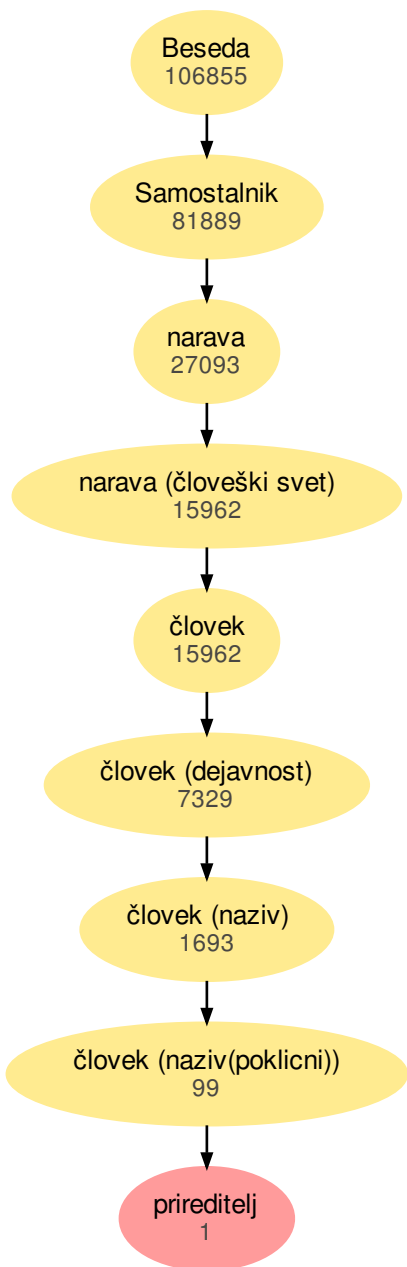 Beseda
106855
Samostalnik
81889
narava
27093
narava (človeški svet)
15962
človek
15962
človek (dejavnost)
7329
človek (naziv)
1693
človek (naziv(poklicni))
99
prireditelj
1